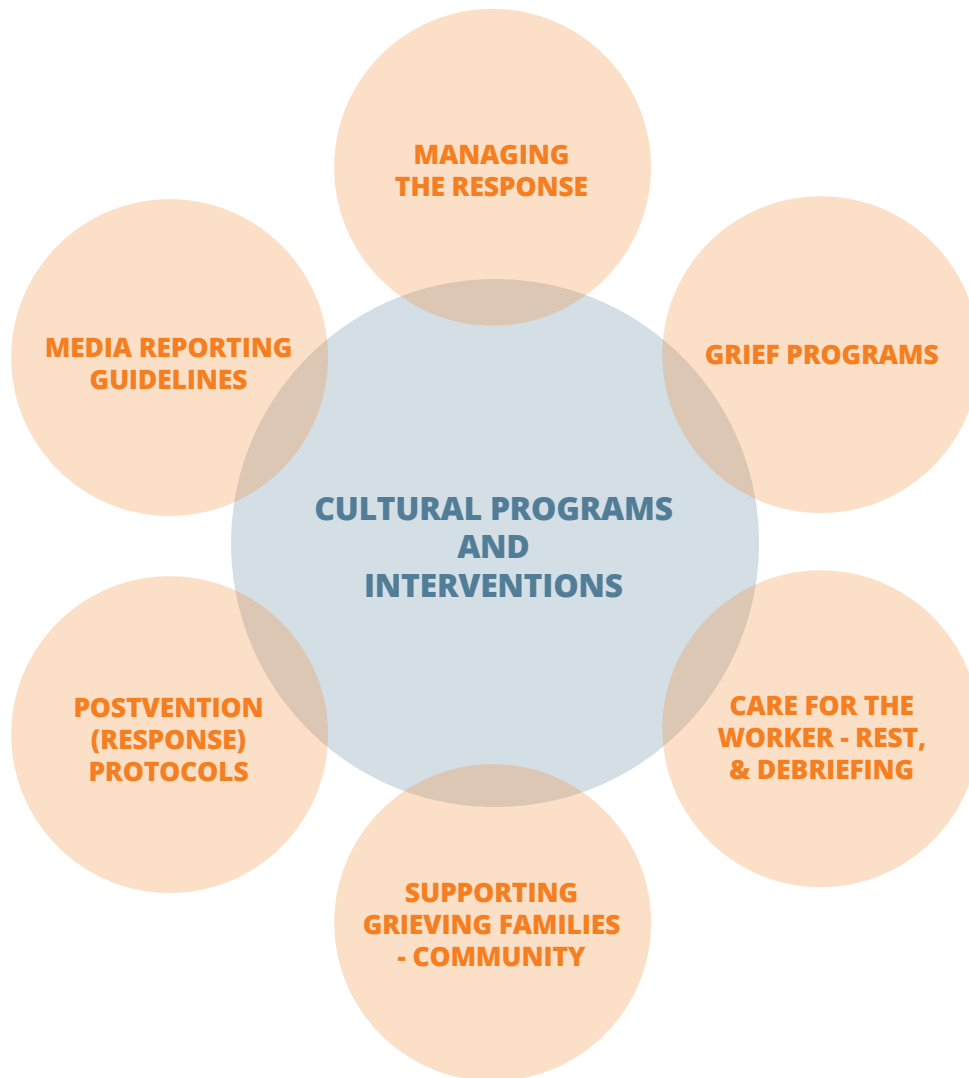 MANAGING
THE RESPONSE
MEDIA REPORTING
GUIDELINES
GRIEF PROGRAMS
CULTURAL PROGRAMS
AND
INTERVENTIONS
POSTVENTION
(RESPONSE)
PROTOCOLS
CARE FOR THE
WORKER - REST,
& DEBRIEFING
SUPPORTING
GRIEVING FAMILIES
- COMMUNITY